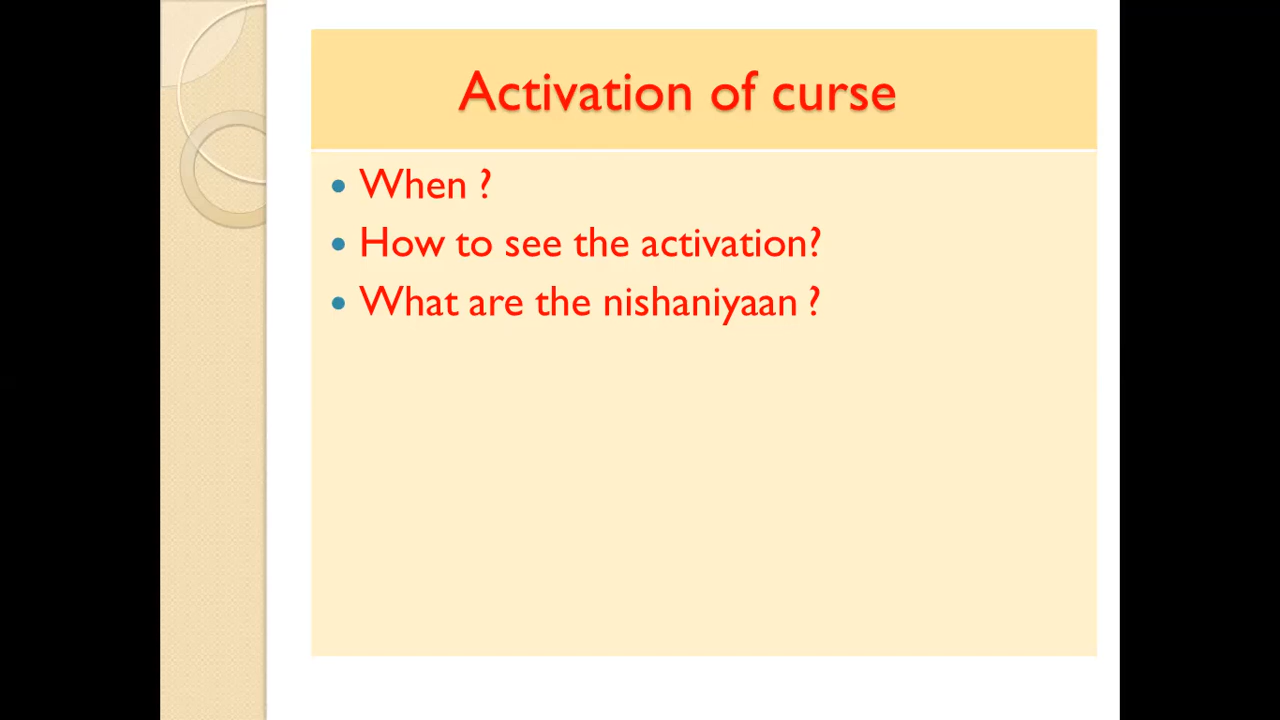 Activation of curse
When ?
How to see the activation?
What are the nishaniyaan ?